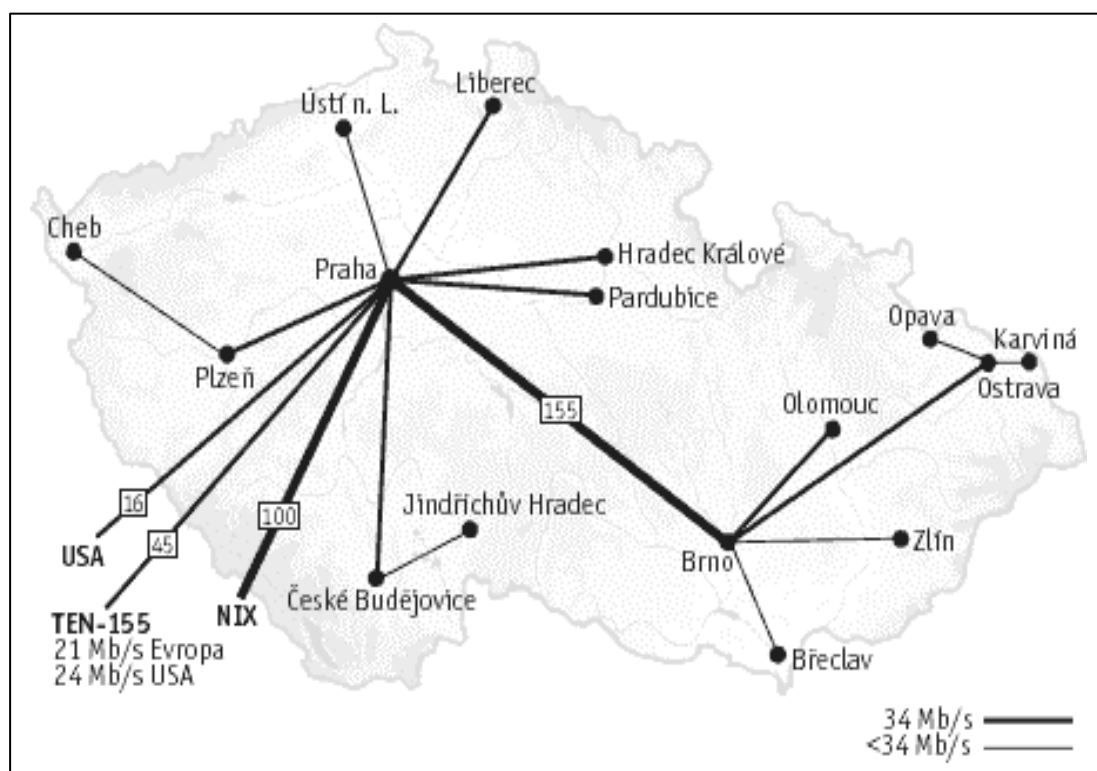 Liberec
Ústí n. L.
Cheb
Hradec Králové
Praha
Pardubice
Opava
Karviná
Plzeň
Ostrava
Olomouc
155
16
Jindřichův Hradec
100
45
USA
Zlín
Brno
České Budějovice
NIX
TEN-155
21 Mb/s Evropa
24 Mb/s USA
Břeclav
34 Mb/s
<34 Mb/s